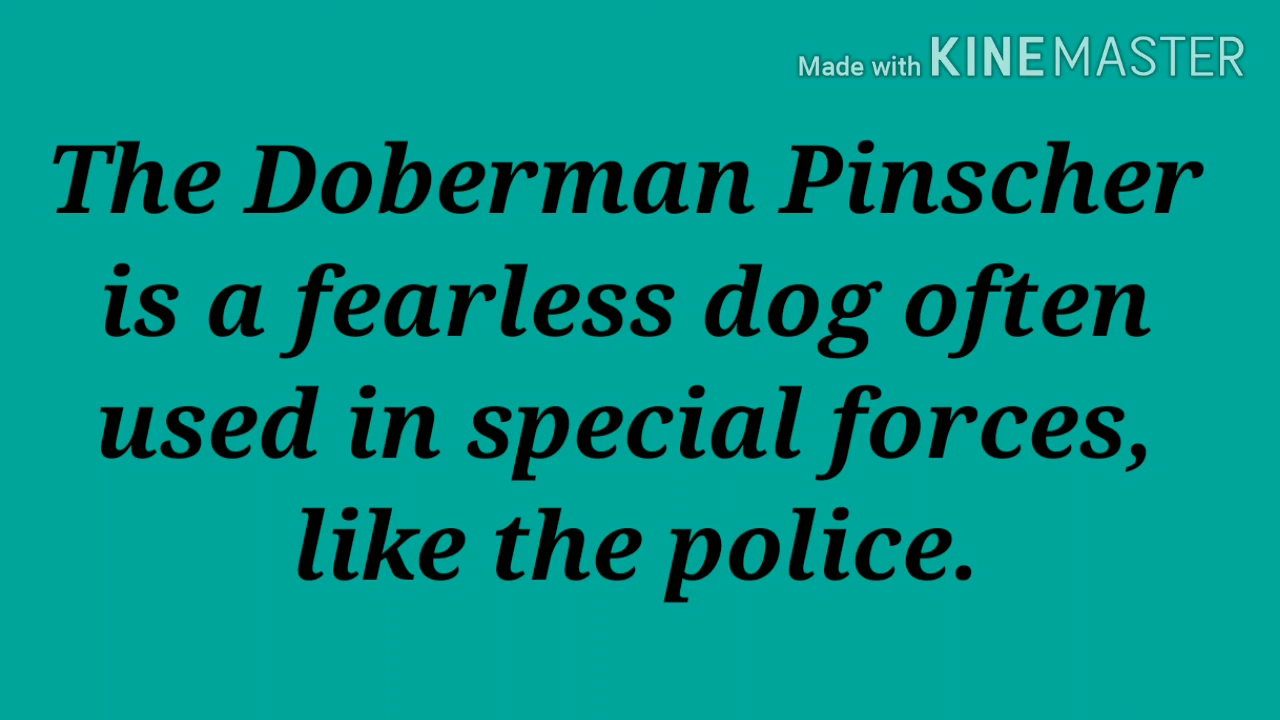 Made with KINEMASTER
The Doberman Pinscher
is a fearless dog often
used in special forces,
like the police.